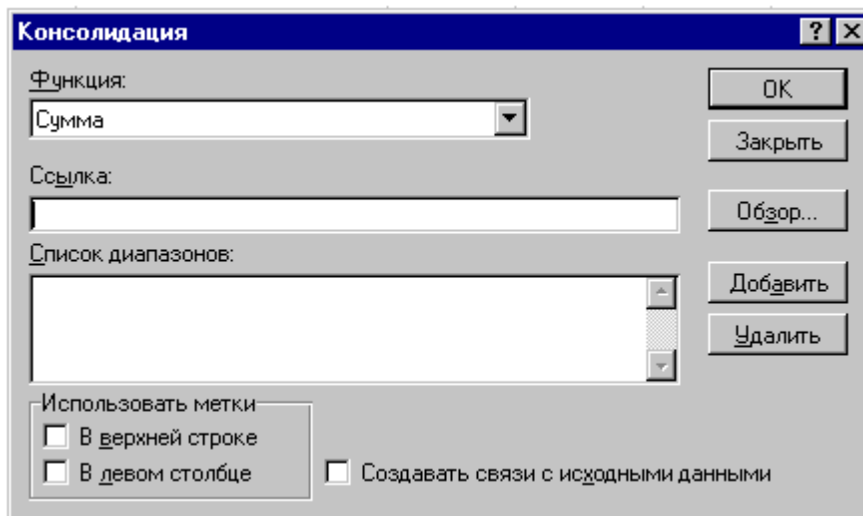 Консолидация
Функция:
Сумма
OK
Закрыть
Ссылка:
Обзор...
Список диапазонов:
Добавить
Удалить
Использовать метки
В верхней строке
В левом столбце
Создавать связи с исходными данными